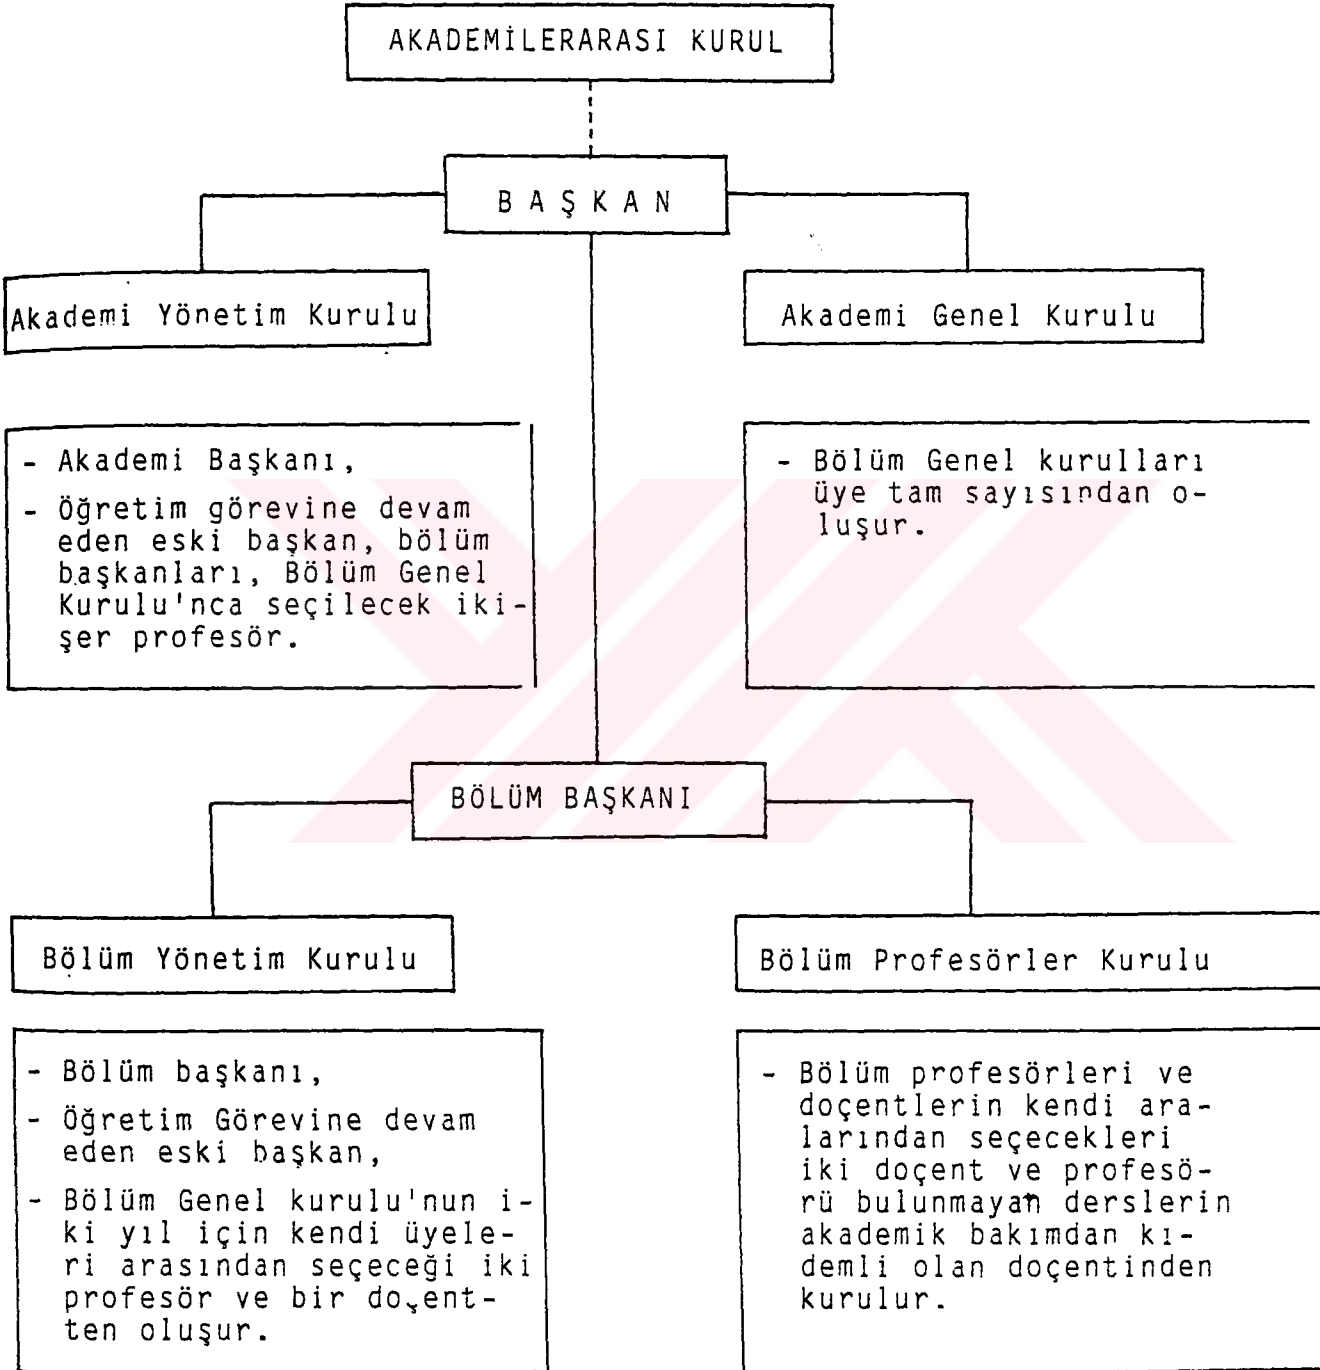 AKADEMİLERARASI KURUL
BAŞKAN
Akademi Yönetim Kurulu
Akademi Genel Kurulu
- Akademi Başkanı,
- Öğretim görevine devam
eden eski başkan, bölüm
başkanları, Bölüm Genel
Kurulu'nca seçilecek iki-
şer profesör.
- Bölüm Genel kurulları
üye tam sayısından o-
luşur.
BÖLÜM BAŞKANI
Bölüm Yönetim Kurulu
Bölüm Profesörler Kurulu
- Bölüm başkanı,
- Öğretim Görevine devam
eden eski başkan,
- Bölüm Genel kurulu'nun i-
ki yıl için kendi üyele-
ri arasından seçeceği iki
profesör ve bir doçent-
ten oluşur.
- Bölüm profesörleri ve
doçentlerin kendi ara-
larından seçecekleri
iki doçent ve profesö-
rü bulunmayan derslerin
akademik bakımdan kı-
demli olan doçentinden
kurulur.